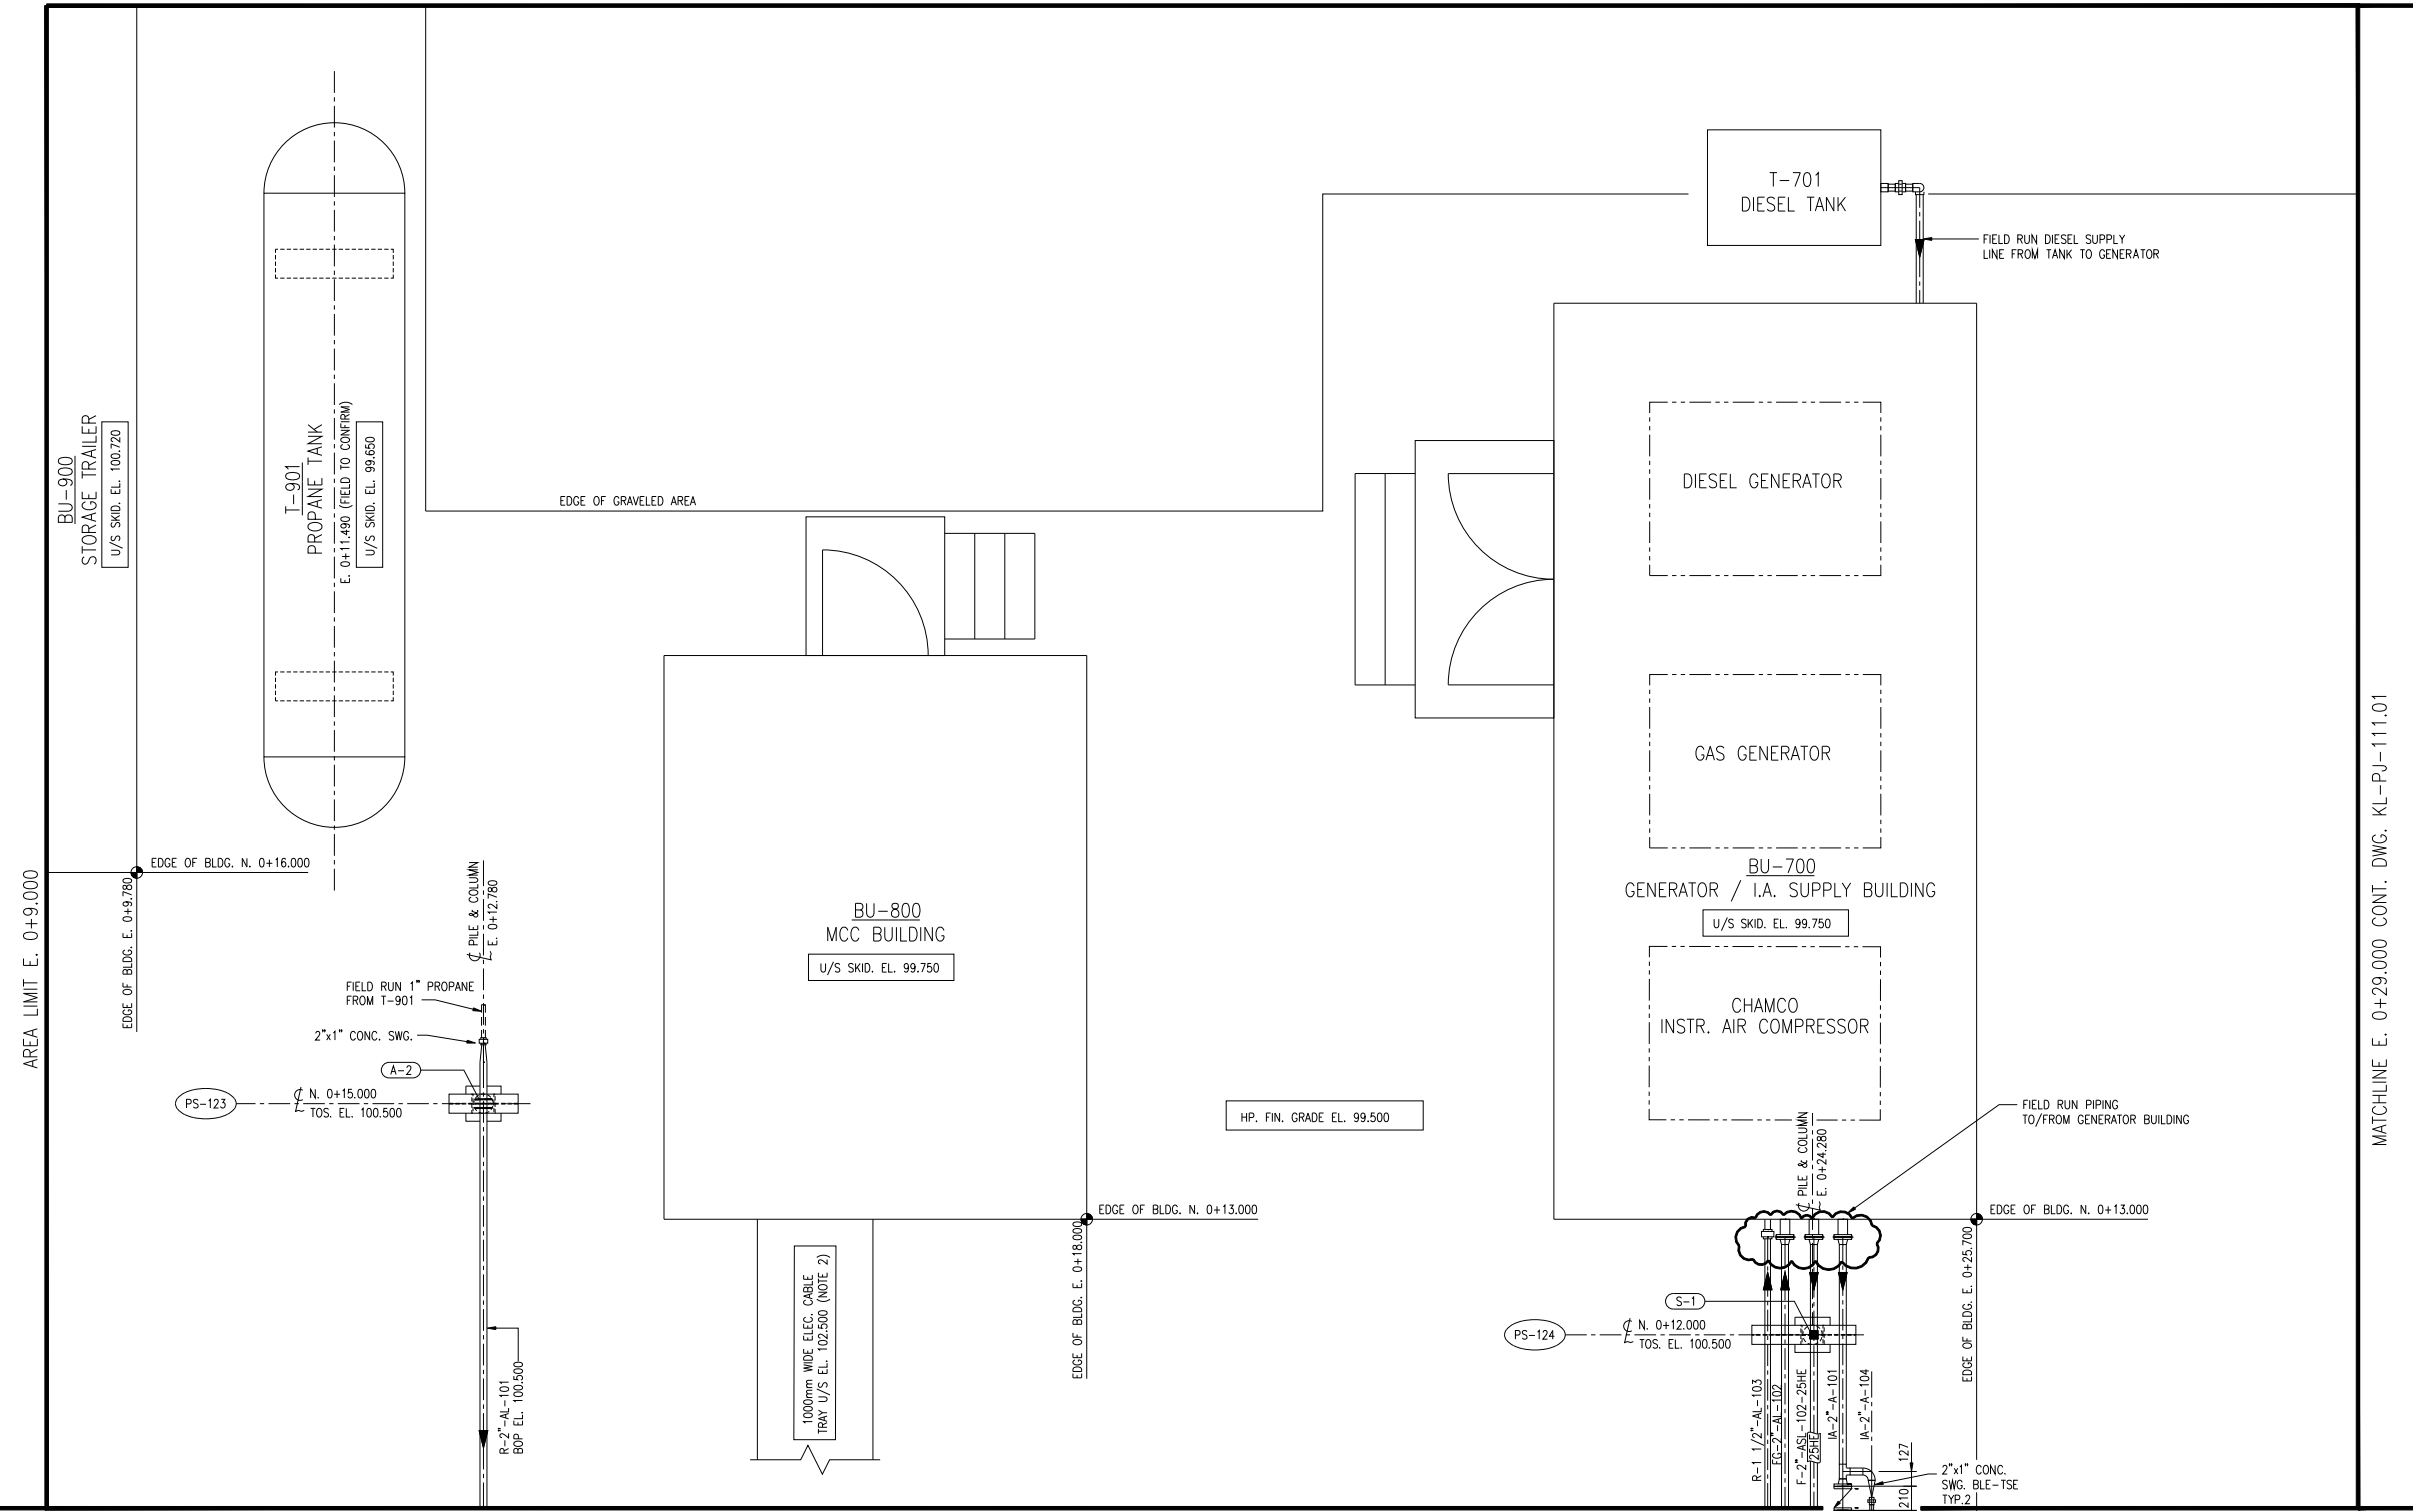 AREA LIMIT E. 0+9.000
BU-900
STORAGE TRAILER
U/S SKID. EL. 100.720
T-901
PROPANE TANK
E. 0+11.490 (FIELD TO CONFIRM)
U/S SKID. EL. 99.650
EDGE OF GRAVELED AREA
T-701
DIESEL TANK
FIELD RUN DIESEL SUPPLY
LINE FROM TANK TO GENERATOR
DIESEL GENERATOR
GAS GENERATOR
BU-700
GENERATOR / I.A. SUPPLY BUILDING
U/S SKID. EL. 99.750
CHAMCO
INSTR. AIR COMPRESSOR
EDGE OF BLDG. N. 0+16.000
EDGE OF BLDG. E. 0+9.780
℄ PILE & COLUMN
E. 0+12.780
FIELD RUN 1" PROPANE
FROM T-901
2"x1" CONC. SWG.
A-2
PS-123
℄ N. 0+15.000
TOS. EL. 100.500
R-2"-AL-101
BOP EL. 100.500
BU-800
MCC BUILDING
U/S SKID. EL. 99.750
HP. FIN. GRADE EL. 99.500
EDGE OF BLDG. N. 0+13.000
EDGE OF BLDG. E. 0+18.000
1000mm WIDE ELEC. CABLE
TRAY U/S EL. 102.500 (NOTE 2)
℄ PILE & COLUMN
E. 0+24.280
FIELD RUN PIPING
TO/FROM GENERATOR BUILDING
EDGE OF BLDG. N. 0+13.000
EDGE OF BLDG. E. 0+25.700
S-1
PS-124
℄ N. 0+12.000
TOS. EL. 100.500
R-1 1/2"-AL-103
FG-2"-AL-102
F-2"-ASL-102-25HE
25HE
IA-2"-A-101
IA-2"-A-104
127
210
2"x1" CONC.
SWG. BLE-TSE
TYP.2
MATCHLINE E. 0+29.000 CONT. DWG. KL-PJ-111.01